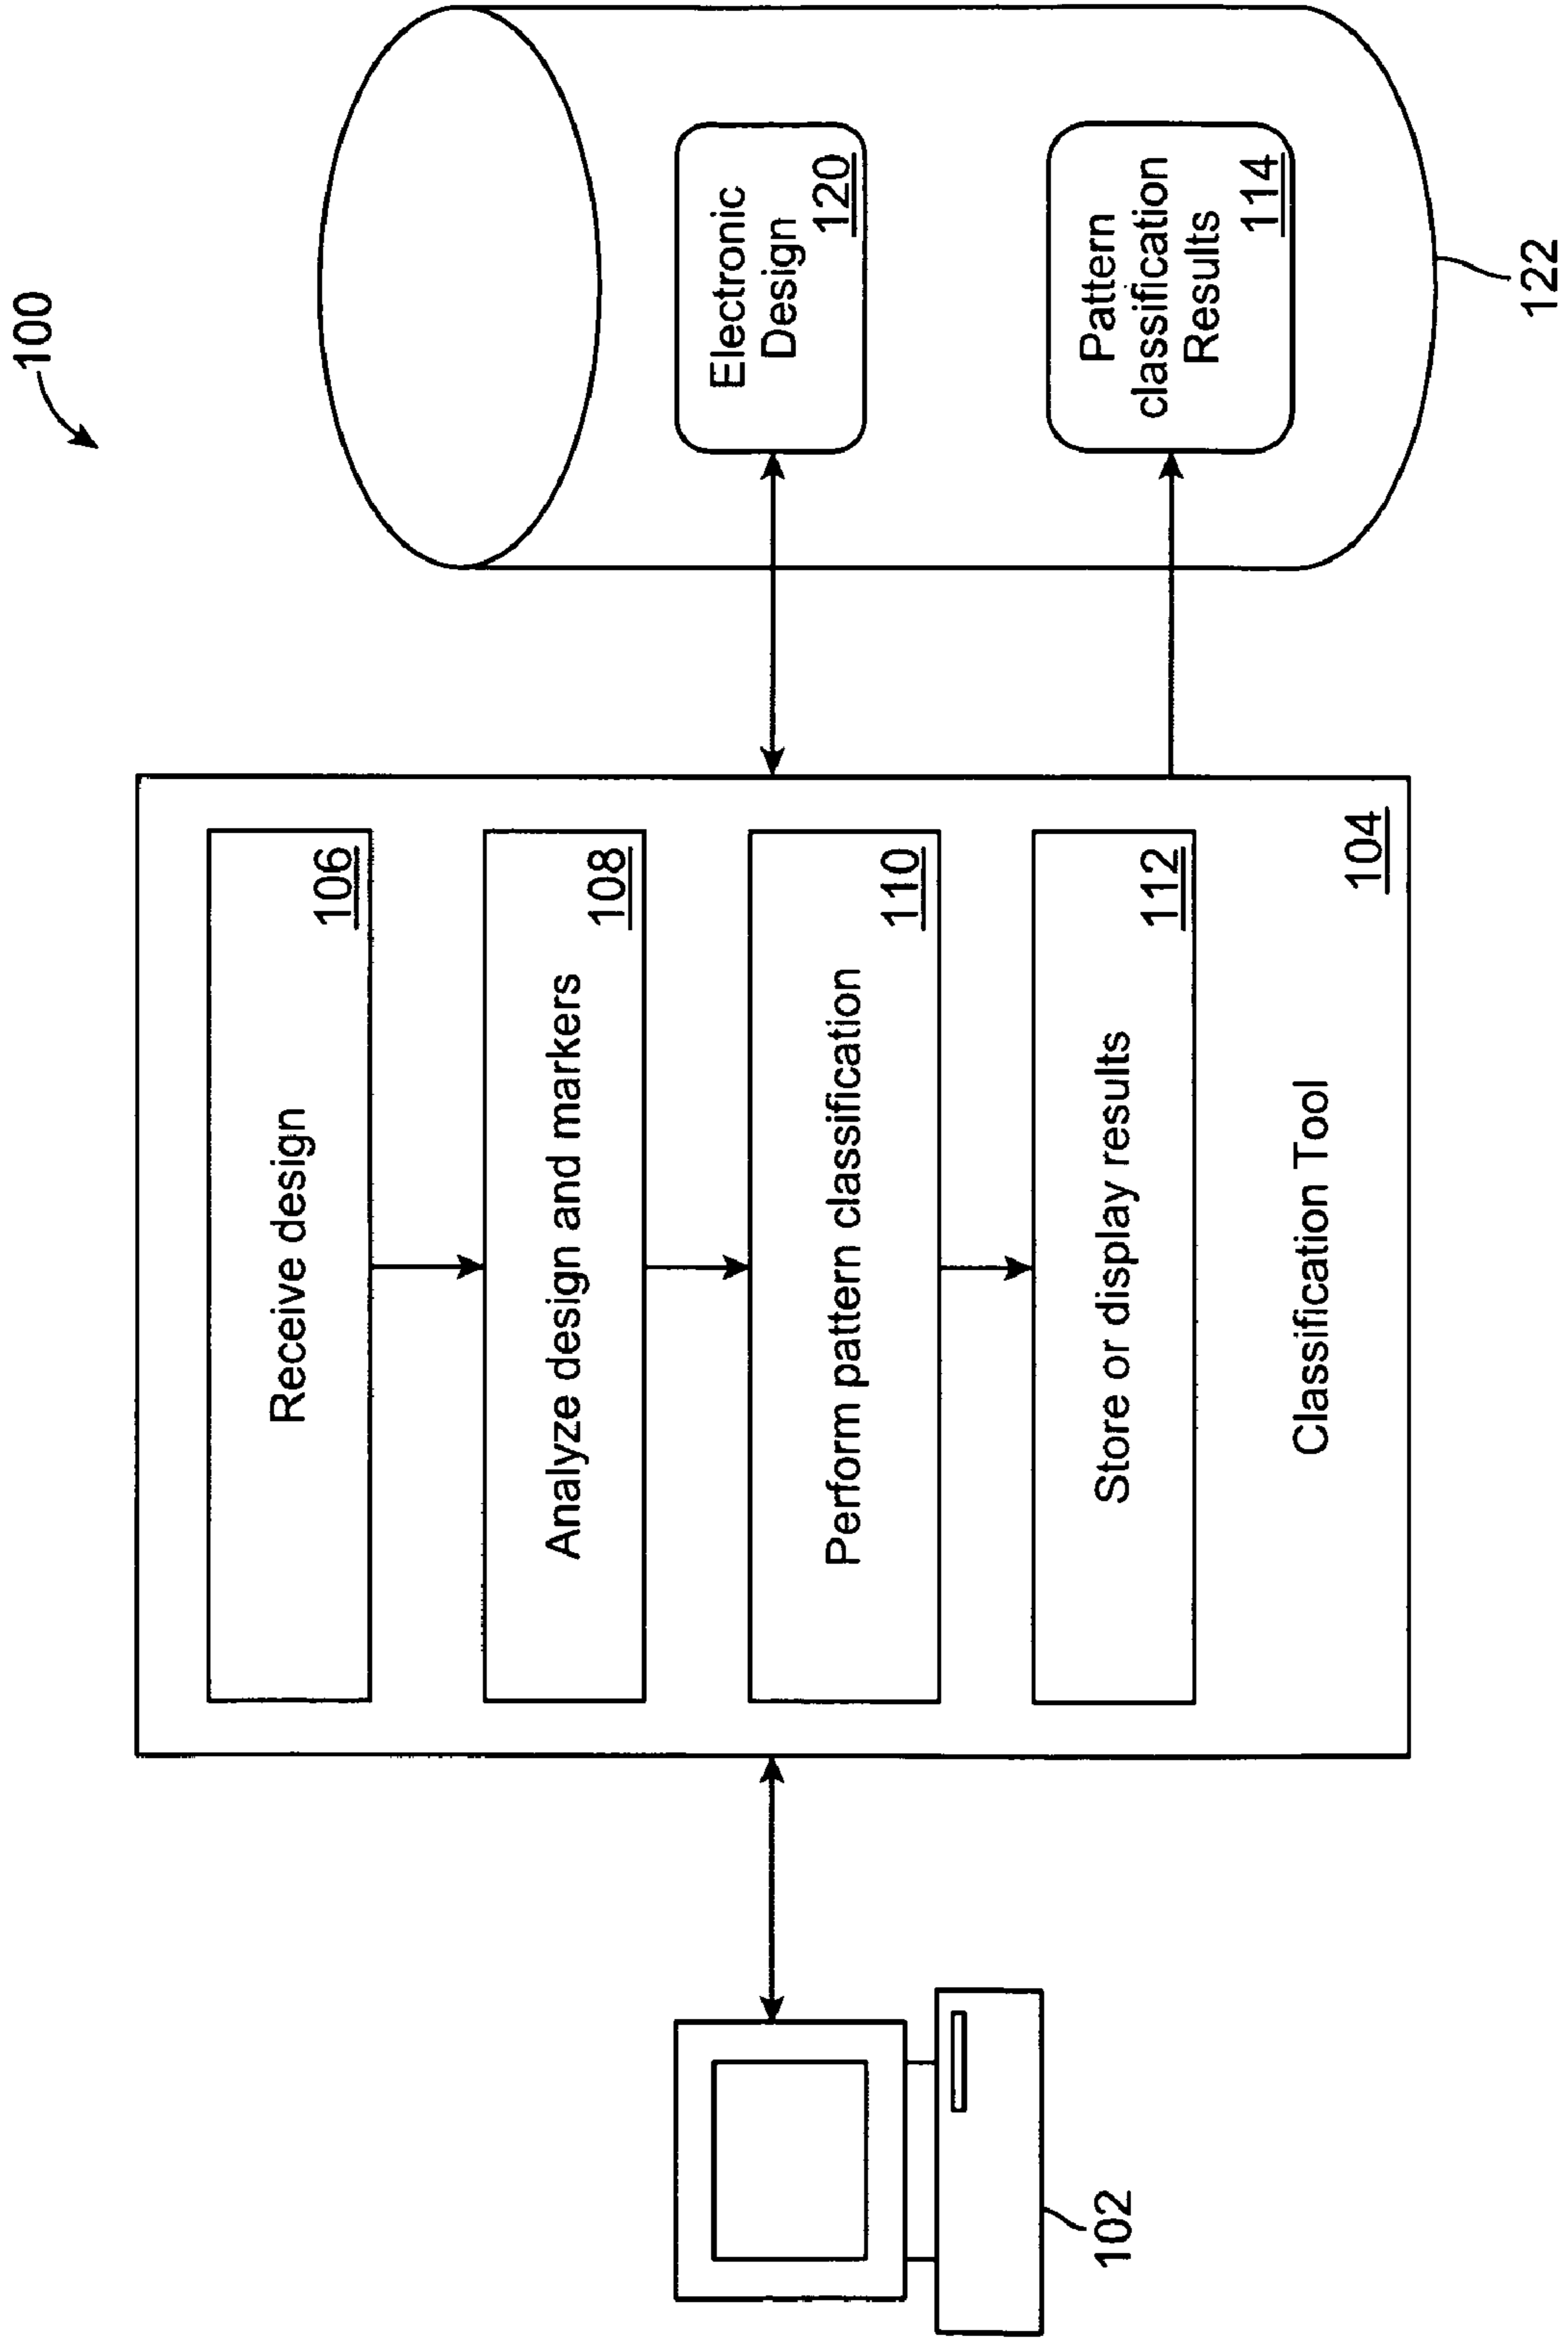 100
Receive design
106
Analyze design and markers
108
Perform pattern classification
110
Store or display results
112
Classification Tool
104
Electronic
Design
120
Pattern
classification
Results
114
102
122